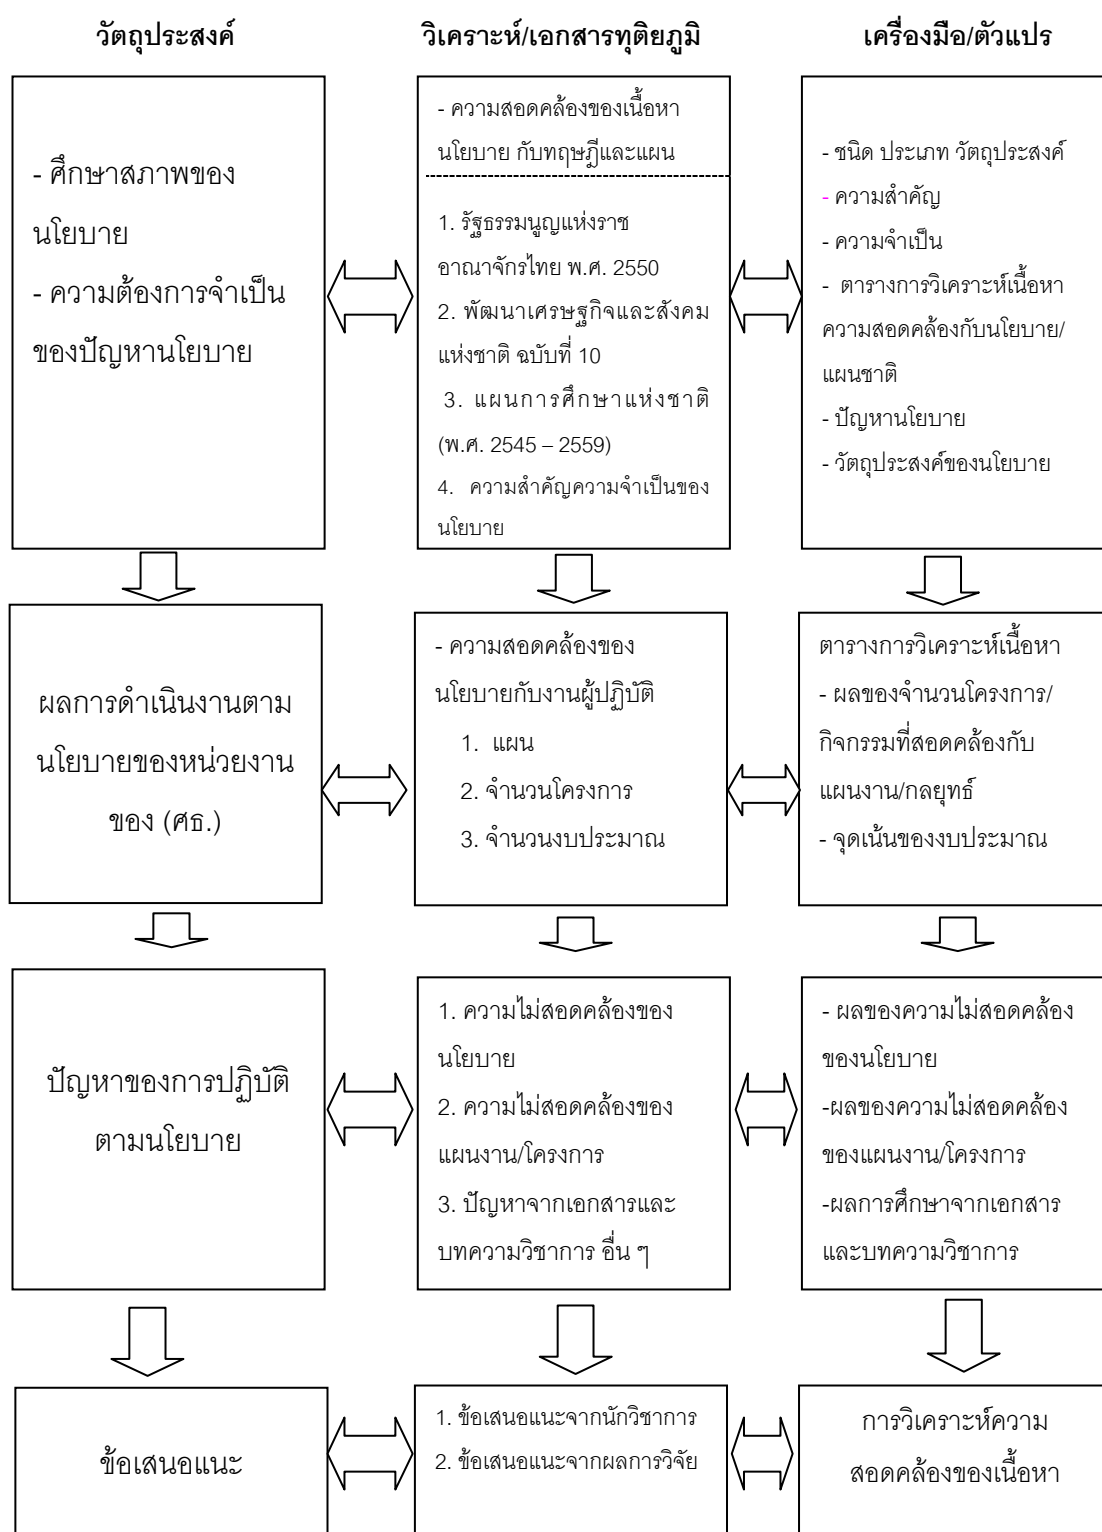 วัตถุประสงค์
วิเคราะห์/เอกสารทุติยภูมิ
เครื่องมือ/ตัวแปร
- ศึกษาสภาพของ
นโยบาย
- ความต้องการจำเป็น
ของปัญหานโยบาย
- ความสอดคล้องของเนื้อหา
นโยบาย กับทฤษฎีและแผน
1. รัฐธรรมนูญแห่งราช
อาณาจักรไทย พ.ศ. 2550
2. พัฒนาเศรษฐกิจและสังคม
แห่งชาติ ฉบับที่ 10
3. แผนการศึกษาแห่งชาติ
(พ.ศ. 2545 – 2559)
4. ความสำคัญความจำเป็นของ
นโยบาย
- ชนิด ประเภท วัตถุประสงค์
- ความสำคัญ
- ความจำเป็น
- ตารางการวิเคราะห์เนื้อหา
ความสอดคล้องกับนโยบาย/
แผนชาติ
- ปัญหานโยบาย
- วัตถุประสงค์ของนโยบาย
ผลการดำเนินงานตาม
นโยบายของหน่วยงาน
ของ (ศธ.)
- ความสอดคล้องของ
นโยบายกับงานผู้ปฏิบัติ
1. แผน
2. จำนวนโครงการ
3. จำนวนงบประมาณ
ตารางการวิเคราะห์เนื้อหา
- ผลของจำนวนโครงการ/
กิจกรรมที่สอดคล้องกับ
แผนงาน/กลยุทธ์
- จุดเน้นของงบประมาณ
ปัญหาของการปฏิบัติ
ตามนโยบาย
1. ความไม่สอดคล้องของ
นโยบาย
2. ความไม่สอดคล้องของ
แผนงาน/โครงการ
3. ปัญหาจากเอกสารและ
บทความวิชาการ อื่น ๆ
- ผลของความไม่สอดคล้อง
ของนโยบาย
-ผลของความไม่สอดคล้อง
ของแผนงาน/โครงการ
-ผลการศึกษาจากเอกสาร
และบทความวิชาการ
ข้อเสนอแนะ
1. ข้อเสนอแนะจากนักวิชาการ
2. ข้อเสนอแนะจากผลการวิจัย
การวิเคราะห์ความ
สอดคล้องของเนื้อหา